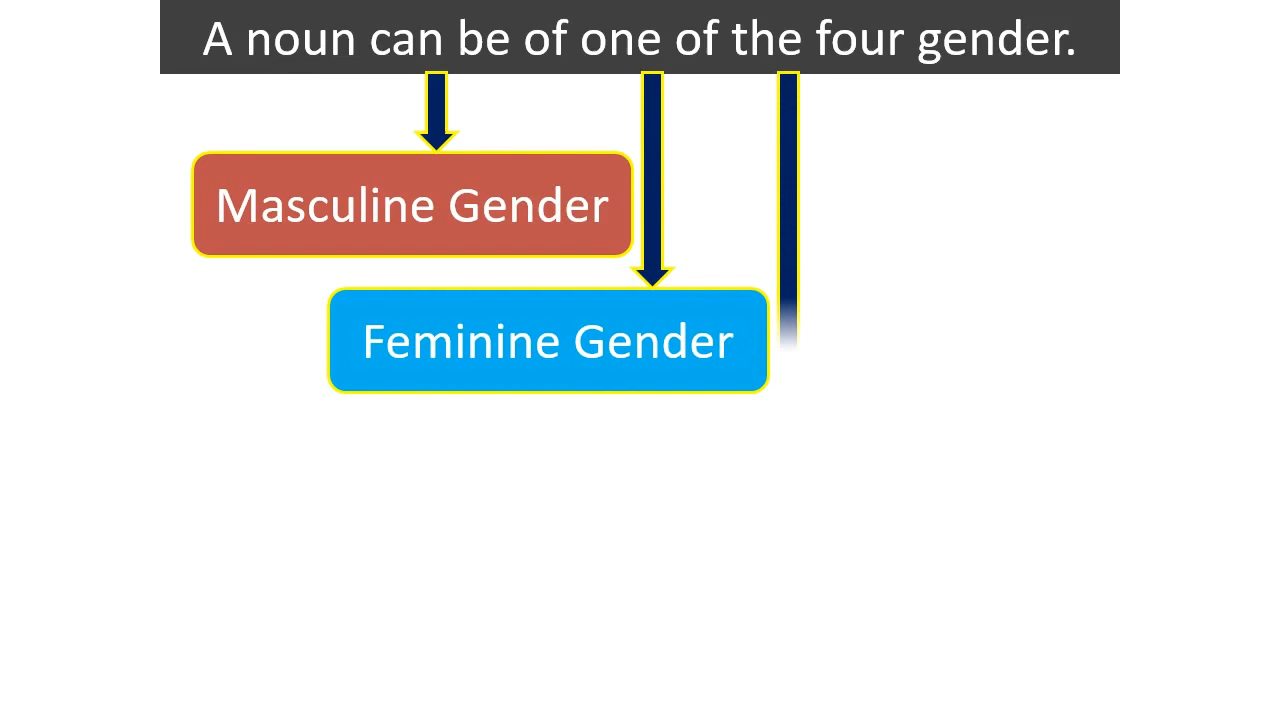 A noun can be of one of the four gender.
Masculine Gender
Feminine Gender